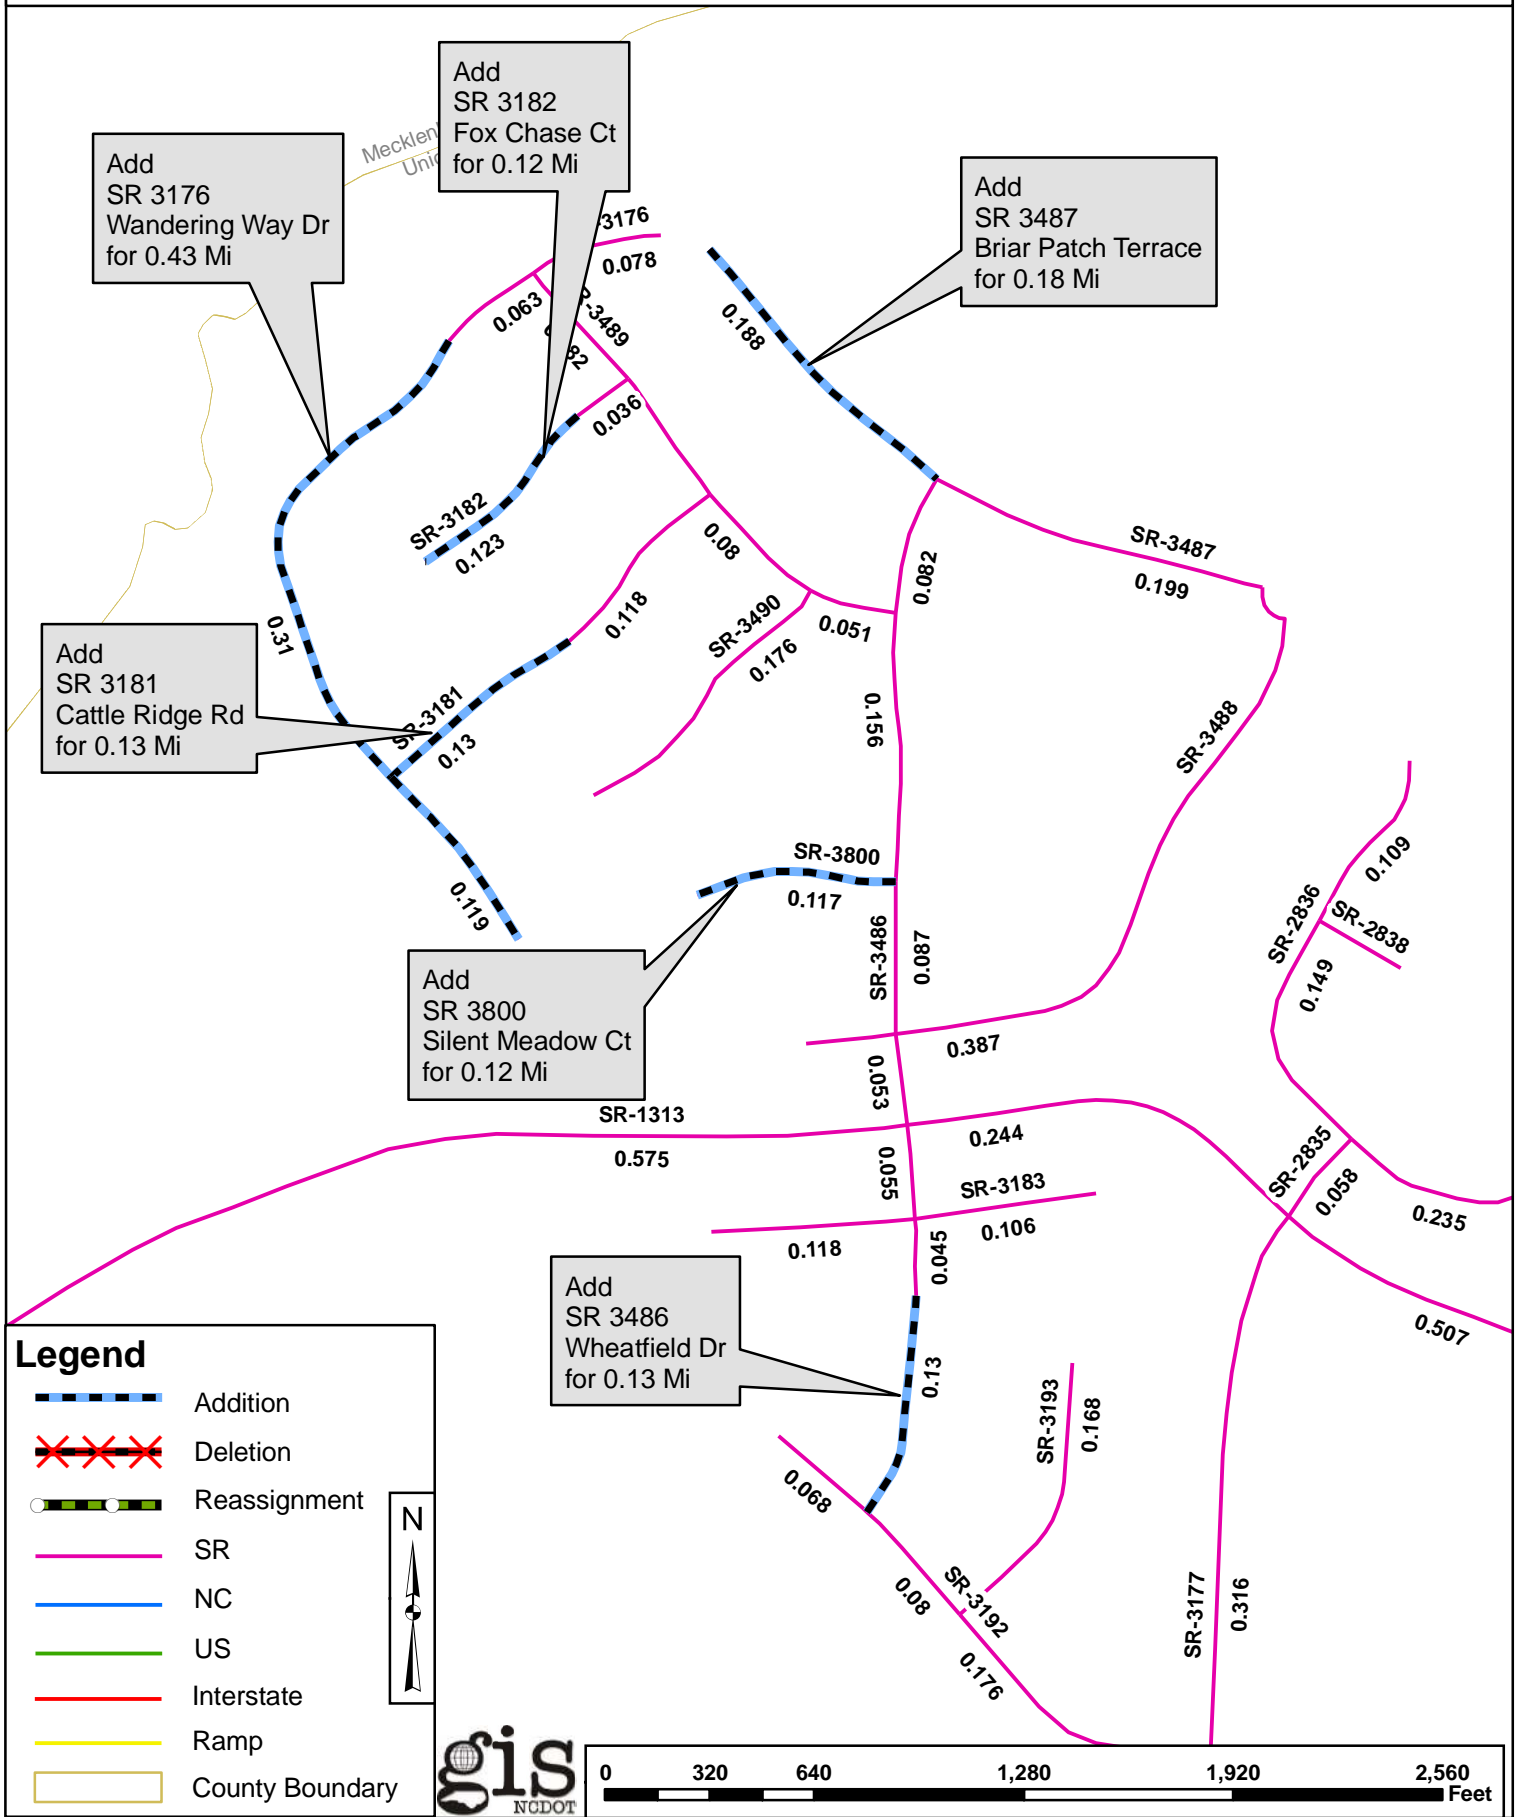 Add
SR 3182
Fox Chase Ct
for 0.12 Mi
Add
SR 3176
Wandering Way Dr
for 0.43 Mi
Add
SR 3487
Briar Patch Terrace
for 0.18 Mi
-3176
0.078
0.063
R-3489
82
0.036
0.188
SR-3182
0.123
0.08
0.118
SR-3490
0.176
0.051
0.082
SR-3487
0.199
0.31
Add
SR 3181
Cattle Ridge Rd
for 0.13 Mi
SR-3181
0.13
0.156
SR-3488
0.119
SR-3800
0.117
SR-3486
0.087
0.109
SR-2836
SR-2838
0.149
Add
SR 3800
Silent Meadow Ct
for 0.12 Mi
0.387
0.053
SR-1313
0.575
0.244
0.055
SR-3183
0.106
0.118
0.045
SR-2835
0.058
0.235
0.507
Add
SR 3486
Wheatfield Dr
for 0.13 Mi
0.13
SR-3193
0.168
0.068
0.08
SR-3192
0.176
SR-3177
0.316
Legend
Addition
Deletion
Reassignment
SR
NC
US
Interstate
Ramp
County Boundary
N
gis
NCDOT
0 320 640 1,280 1,920 2,560
Feet